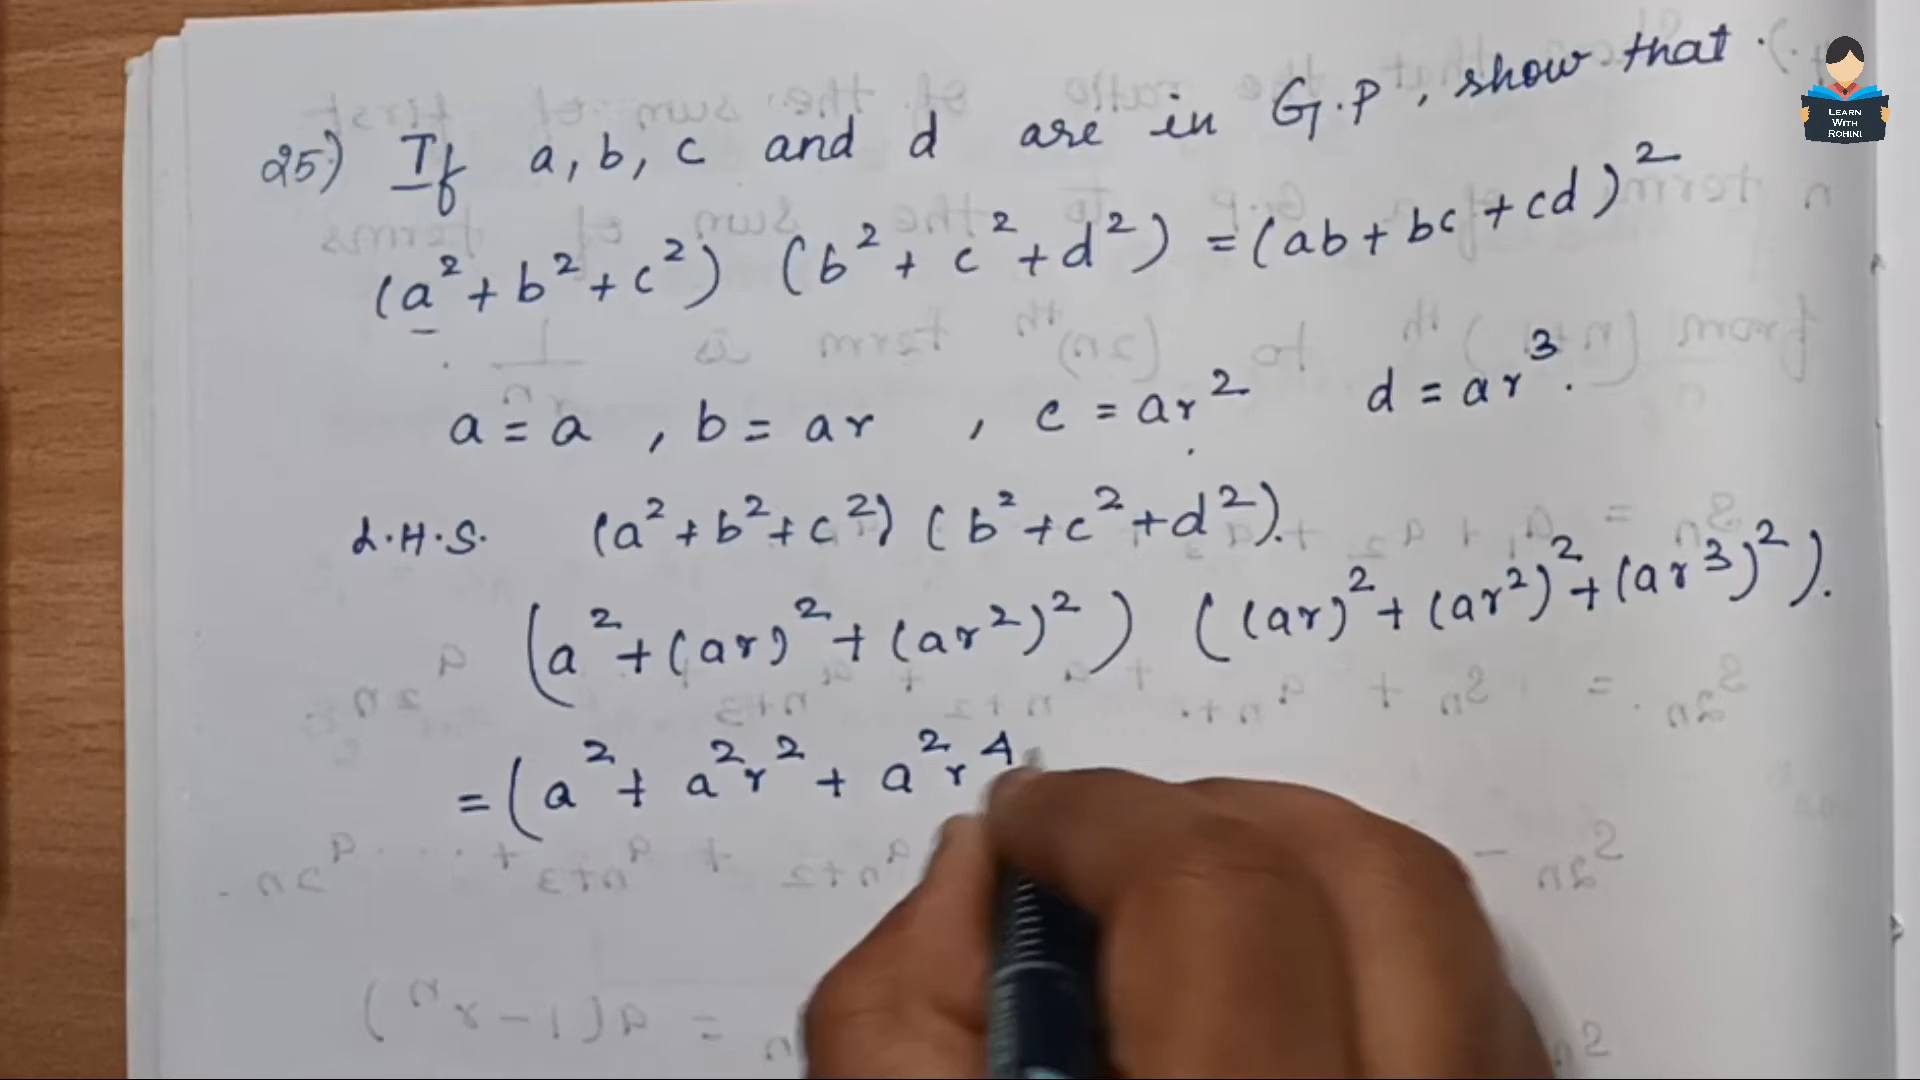 25) If a, b, c and d are in G.P, show that
(a² + b² + c²) (b² + c² + d²) = (ab + bc + cd)²
a = a , b = ar , c = ar² d = ar³.
L.H.S. (a² + b² + c²) (b² + c² + d²).
(a² + (ar)² + (ar²)²) ((ar)² + (ar²)² + (ar³)²).
= (a² + a²r² + a²r⁴
LEARN
WITH
ROHINI